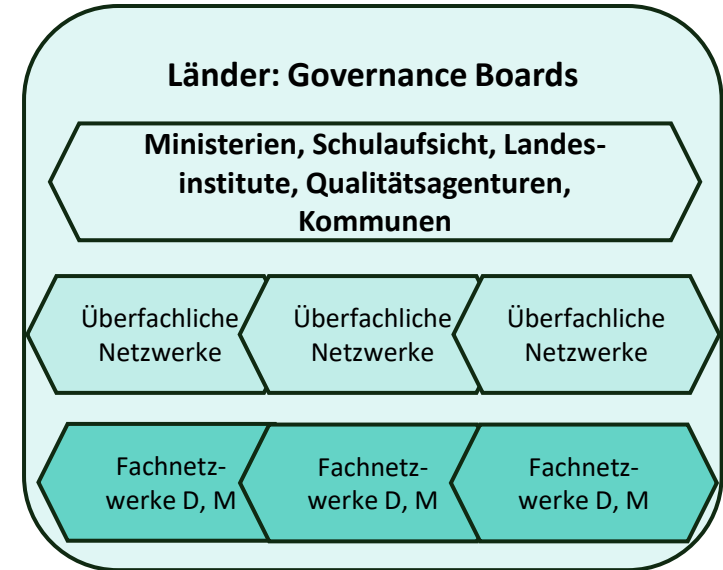 Länder: Governance Boards
Ministerien, Schulaufsicht, Landes-
institute, Qualitätsagenturen,
Kommunen
Überfachliche
Netzwerke
Überfachliche
Netzwerke
Überfachliche
Netzwerke
Fachnetz-
werke D, M
Fachnetz-
werke D, M
Fachnetz-
werke D, M